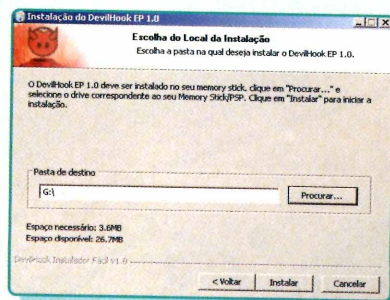 Instalação do DevilHook EP 1.0
Escolha do Local da Instalação
Escolha a pasta na qual deseja instalar o DevilHook EP 1.0.
O DevilHook EP 1.0 deve ser instalado no seu memory stick, clique em "Procurar..." e
selecione o drive correspondente ao seu Memory Stick/PSP. Clique em "Instalar" para iniciar a
instalação.
Pasta de destino
G:\
Procurar...
Espaço necessário: 3.6MB
Espaço disponível: 26.7MB
DevilHook Instalador Fácil v1.0
< Voltar
Instalar
Cancelar